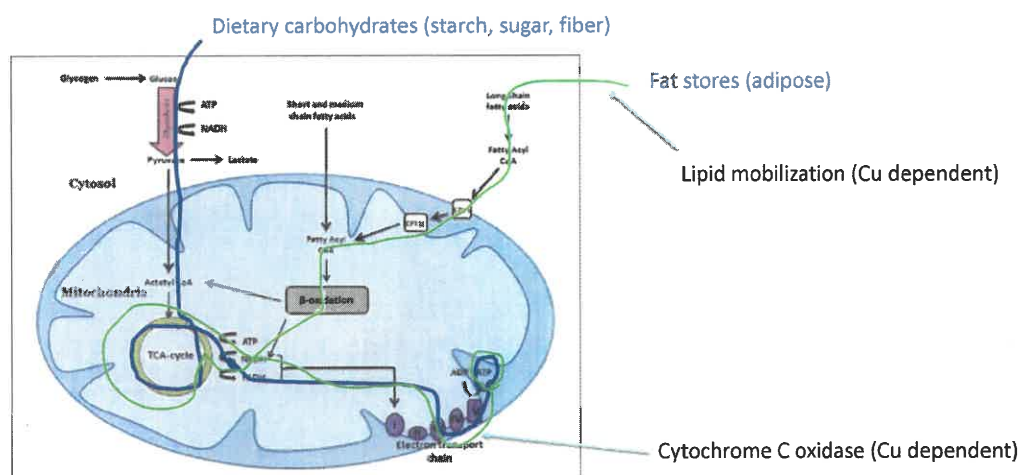 Dietary carbohydrates (starch, sugar, fiber)
Fat stores (adipose)
Glycogen
Glucose
ATP
NADH
Short and medium
chain fatty acids
Long chain
fatty acids
Pyruvate
Lactate
Fatty Acyl
CoA
Lipid mobilization (Cu dependent)
Cytosol
Fatty Acyl
CoA
Acetyl CoA
Mitochondria
β-oxidation
TCA-cycle
ATP
NADH
ADP
ATP
I
Electron transport
chain
Cytochrome C oxidase (Cu dependent)